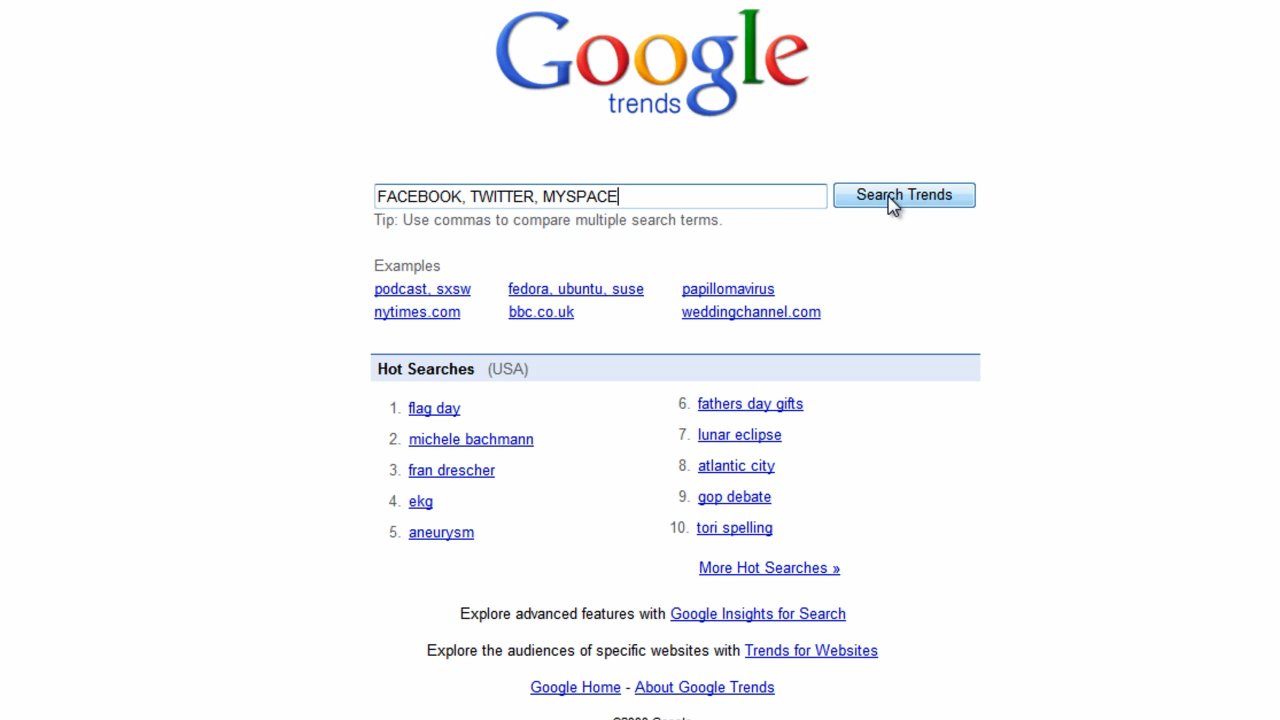 Google
trends
FACEBOOK, TWITTER, MYSPACE
Search Trends
Tip: Use commas to compare multiple search terms.
Examples
podcast, sxsw fedora, ubuntu, suse papillomavirus
nytimes.com bbc.co.uk weddingchannel.com
Hot Searches (USA)
1. flag day
2. michele bachmann
3. fran drescher
4. ekg
5. aneurysm
6. fathers day gifts
7. lunar eclipse
8. atlantic city
9. gop debate
10. tori spelling
More Hot Searches »
Explore advanced features with Google Insights for Search
Explore the audiences of specific websites with Trends for Websites
Google Home - About Google Trends